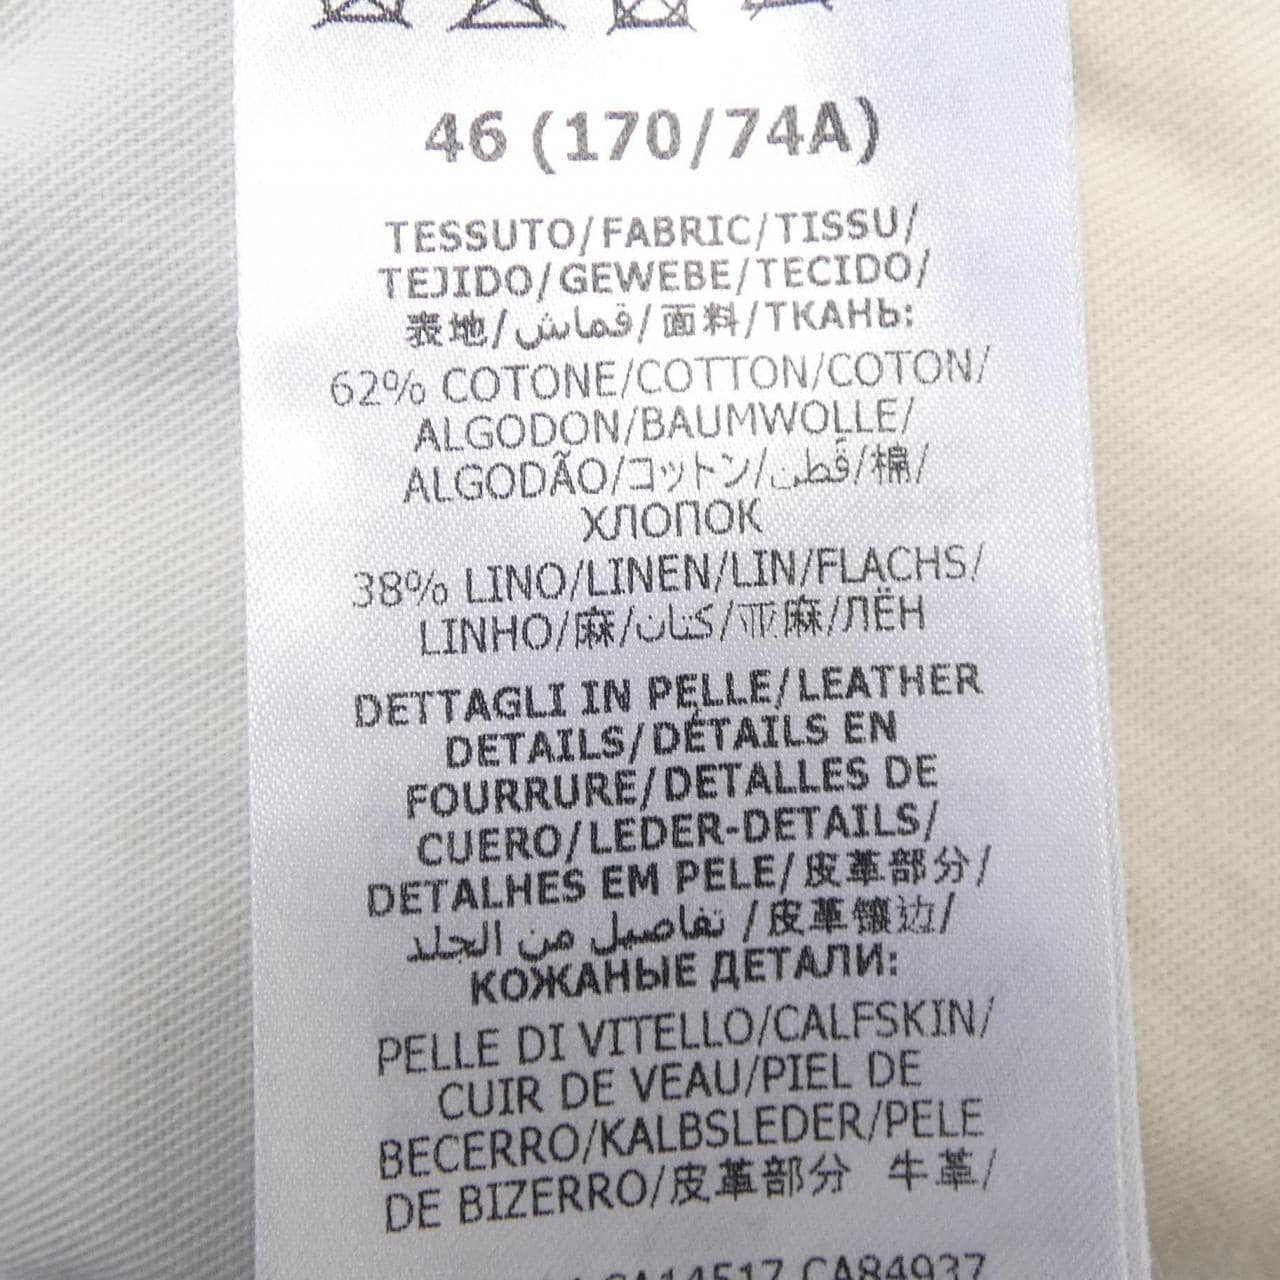 46 (170/74A)
TESSUTO/FABRIC/TISSU/
TEJIDO/GEWEBE/TECIDO/
表地/قماش/面料/ТКАНЬ:
62% COTONE/COTTON/COTON/
ALGODON/BAUMWOLLE/
ALGODÃO/コットン/قطن/棉/
ХЛОПОК
38% LINO/LINEN/LIN/FLACHS/
LINHO/麻/كتان/亚麻/ЛЁН
DETTAGLI IN PELLE/LEATHER
DETAILS/DÉTAILS EN
FOURRURE/DETALLES DE
CUERO/LEDER-DETAILS/
DETALHES EM PELE/皮革部分/
تفاصيل من الجلد/皮革镶边/
КОЖАНЫЕ ДЕТАЛИ:
PELLE DI VITELLO/CALFSKIN/
CUIR DE VEAU/PIEL DE
BECERRO/KALBSLEDER/PELE
DE BIZERRO/皮革部分 牛革/
CA14517 CA84937